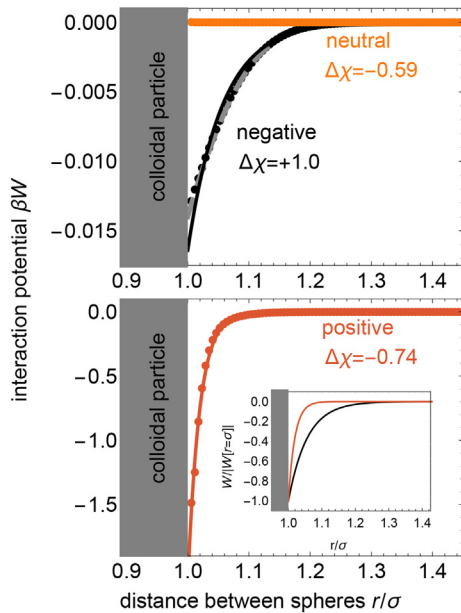 0.000
-0.005
-0.010
-0.015
neutral
Δχ=−0.59
negative
Δχ=+1.0
colloidal particle
0.9 1.0 1.1 1.2 1.3 1.4
interaction potential βW
0.0
-0.5
-1.0
-1.5
positive
Δχ=−0.74
colloidal particle
W/|W[r=σ]|
0.0
-0.2
-0.4
-0.6
-0.8
-1.0
1.0 1.1 1.2 1.3 1.4
r/σ
0.9 1.0 1.1 1.2 1.3 1.4
distance between spheres r/σ